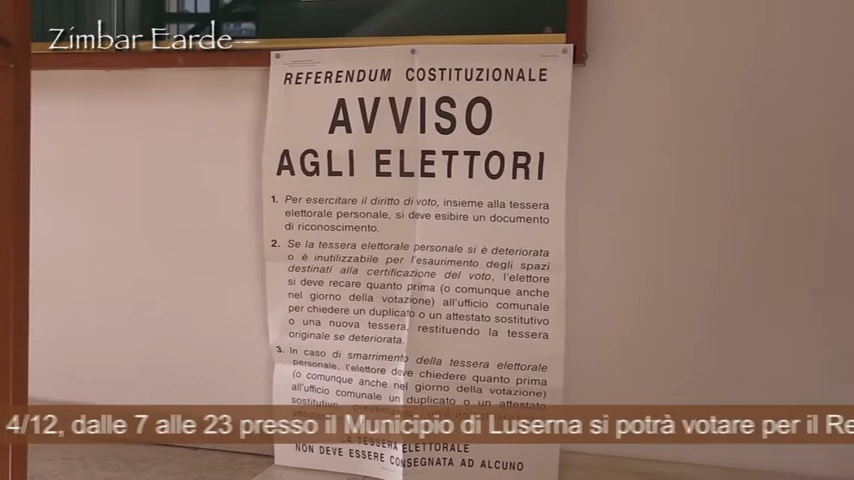 Zimbar Earde
REFERENDUM COSTITUZIONALE
AVVISO
AGLI ELETTORI
1. Per esercitare il diritto di voto, insieme alla tessera
elettorale personale, si deve esibire un documento
di riconoscimento.
2. Se la tessera elettorale personale si è deteriorata
o è inutilizzabile per l'esaurimento degli spazi
destinati alla certificazione del voto, l'elettore
si deve recare quanto prima (o comunque anche
nel giorno della votazione) all'ufficio comunale
per chiedere un duplicato o un attestato sostitutivo
o una nuova tessera, restituendo la tessera
originale se deteriorata.
3. In caso di smarrimento della tessera elettorale
personale, l'elettore deve chiedere quanto prima
(o comunque anche nel giorno della votazione)
all'ufficio comunale un duplicato o un attestato
sostitutivo
4/12, dalle 7 alle 23 presso il Municipio di Luserna si potrà votare per il Re
LA TESSERA ELETTORALE
NON DEVE ESSERE CONSEGNATA AD ALCUNO